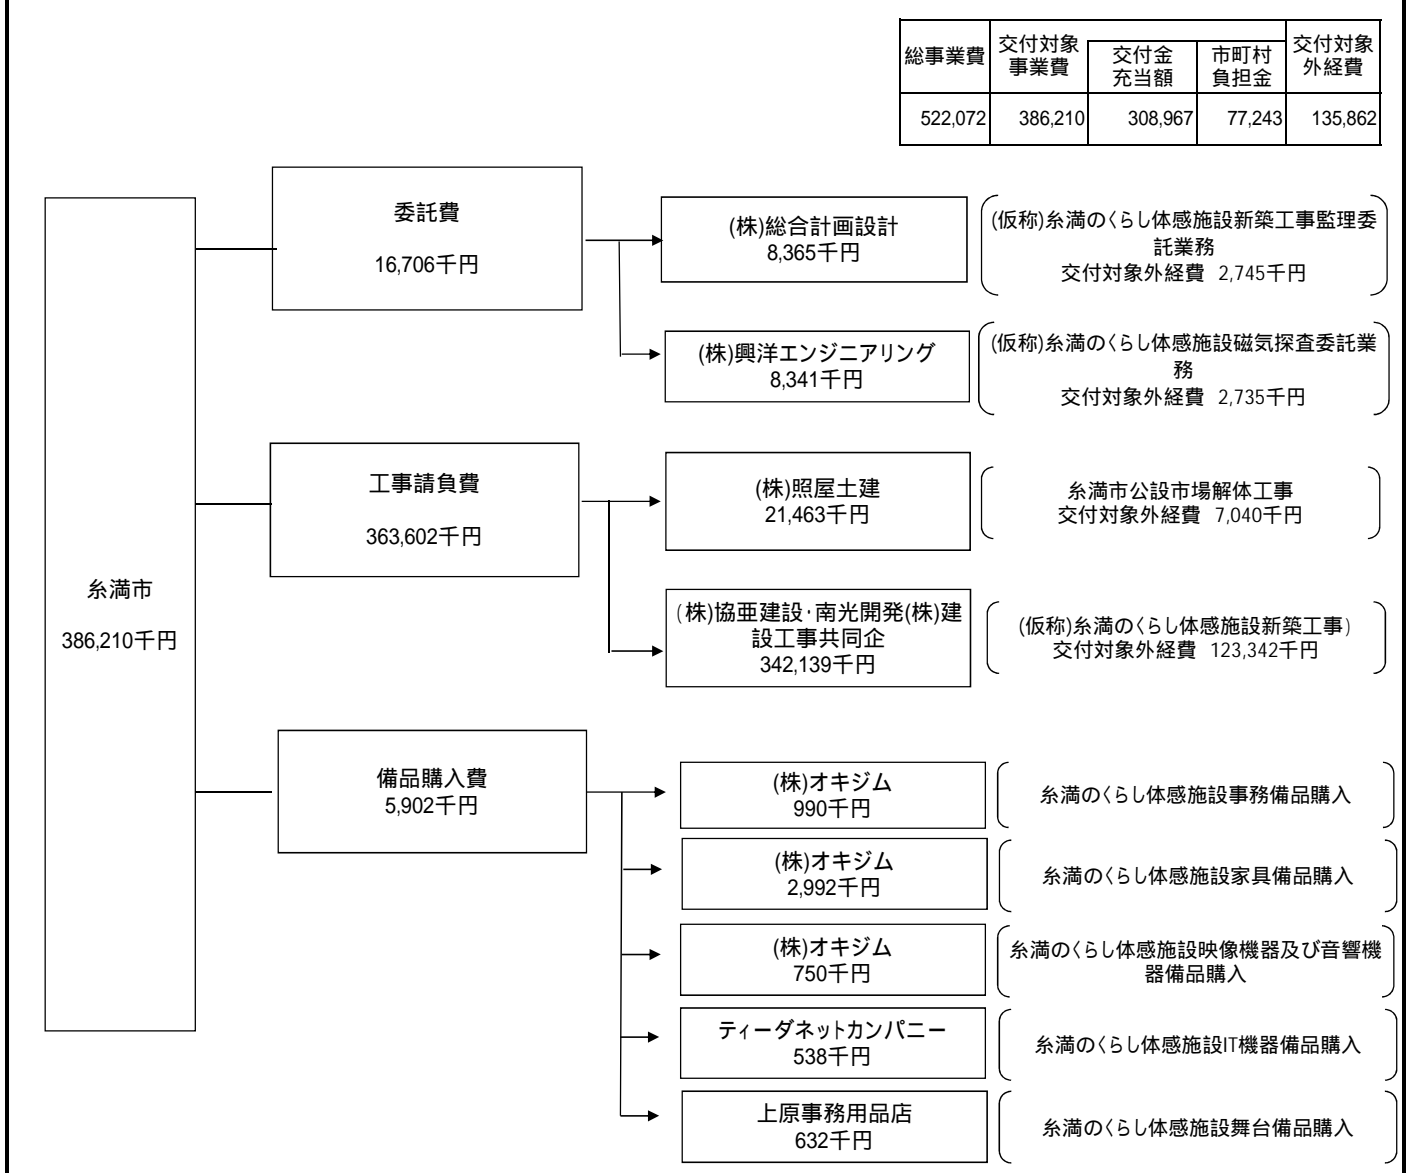 総事業費
交付対象
事業費
交付金
充当額
市町村
負担金
交付対象
外経費
522,072
386,210
308,967
77,243
135,862
糸満市
386,210千円
委託費
16,706千円
(株)総合計画設計
8,365千円
(仮称)糸満のくらし体感施設新築工事監理委
託業務
交付対象外経費 2,745千円
(株)興洋エンジニアリング
8,341千円
(仮称)糸満のくらし体感施設磁気探査委託業
務
交付対象外経費 2,735千円
工事請負費
363,602千円
(株)照屋土建
21,463千円
糸満市公設市場解体工事
交付対象外経費 7,040千円
(株)協亜建設・南光開発(株)建
設工事共同企
342,139千円
(仮称)糸満のくらし体感施設新築工事)
交付対象外経費 123,342千円
備品購入費
5,902千円
(株)オキジム
990千円
糸満のくらし体感施設事務備品購入
(株)オキジム
2,992千円
糸満のくらし体感施設家具備品購入
(株)オキジム
750千円
糸満のくらし体感施設映像機器及び音響機
器備品購入
ティーダネットカンパニー
538千円
糸満のくらし体感施設IT機器備品購入
上原事務用品店
632千円
糸満のくらし体感施設舞台備品購入